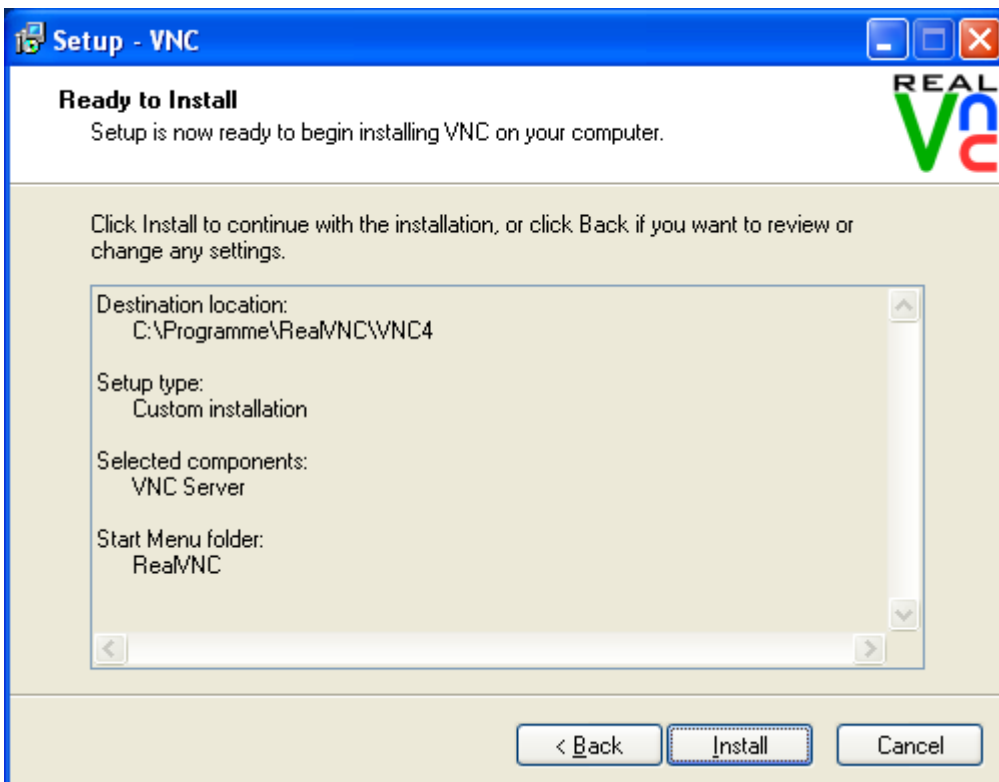 Setup - VNC
REAL
Vnc
Ready to Install
Setup is now ready to begin installing VNC on your computer.
Click Install to continue with the installation, or click Back if you want to review or
change any settings.
Destination location:
C:\Programme\RealVNC\VNC4
Setup type:
Custom installation
Selected components:
VNC Server
Start Menu folder:
RealVNC
< Back
Install
Cancel